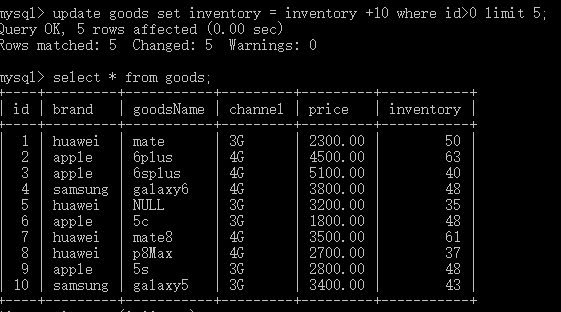 mysql> update goods set inventory = inventory +10 where id>0 limit 5;
Query OK, 5 rows affected (0.00 sec)
Rows matched: 5  Changed: 5  Warnings: 0
mysql> select * from goods;
+----+---------+-----------+---------+---------+-----------+
| id | brand   | goodsName | channel | price   | inventory |
+----+---------+-----------+---------+---------+-----------+
|  1 | huawei  | mate      | 3G      | 2300.00 |        50 |
|  2 | apple   | 6plus     | 4G      | 4500.00 |        63 |
|  3 | apple   | 6splus    | 4G      | 5100.00 |        40 |
|  4 | samsung | galaxy6   | 4G      | 3800.00 |        48 |
|  5 | huawei  | NULL      | 3G      | 3200.00 |        35 |
|  6 | apple   | 5c        | 3G      | 1800.00 |        48 |
|  7 | huawei  | mate8     | 4G      | 3500.00 |        61 |
|  8 | huawei  | p8Max     | 4G      | 2700.00 |        37 |
|  9 | apple   | 5s        | 3G      | 2800.00 |        48 |
| 10 | samsung | galaxy5   | 3G      | 3400.00 |        43 |
+----+---------+-----------+---------+---------+-----------+